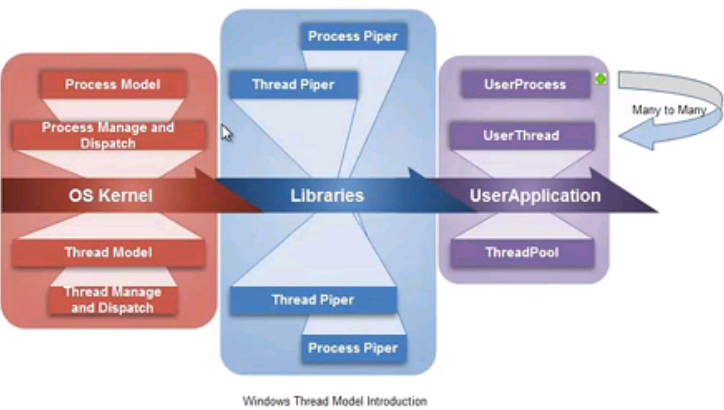 Process Model
Process Manage and
Dispatch
OS Kernel
Thread Model
Thread Manage
and Dispatch
Process Piper
Thread Piper
Libraries
Thread Piper
Process Piper
UserProcess
UserThread
UserApplication
ThreadPool
Many to Many
Windows Thread Model Introduction